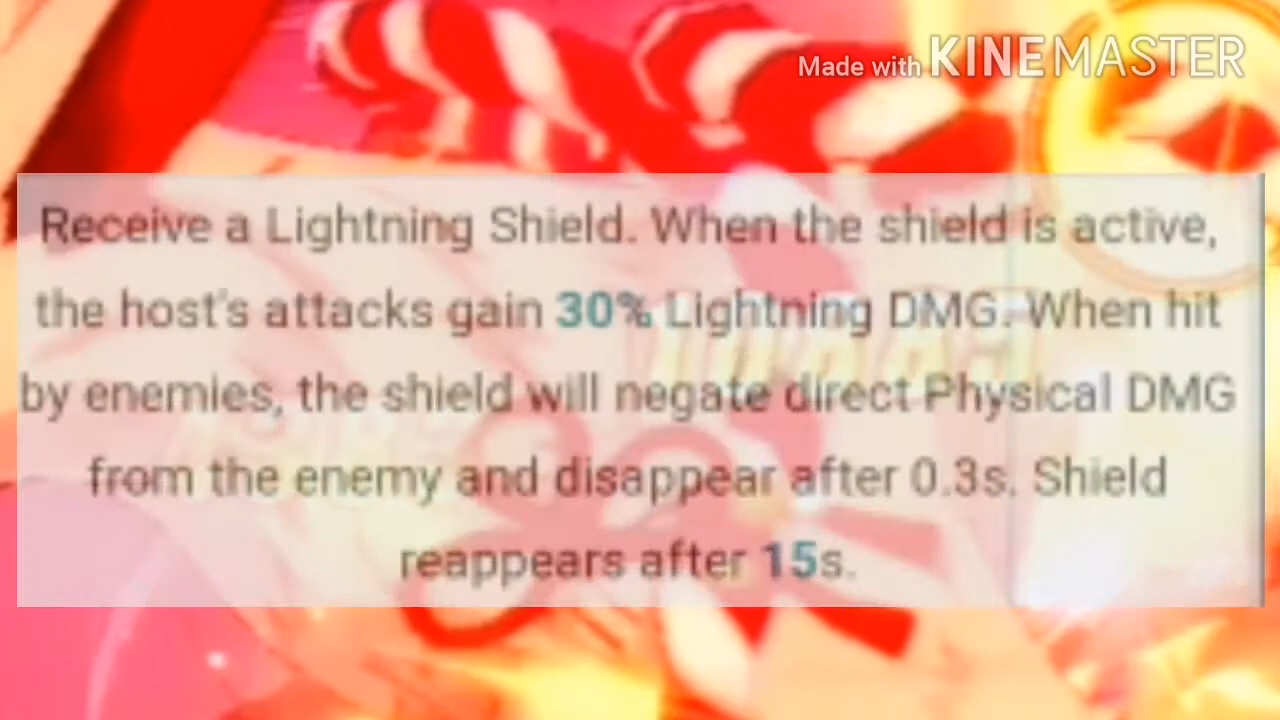 Made with KINEMASTER
Receive a Lightning Shield. When the shield is active,
the host's attacks gain 30% Lightning DMG. When hit
by enemies, the shield will negate direct Physical DMG
from the enemy and disappear after 0.3s. Shield
reappears after 15s.